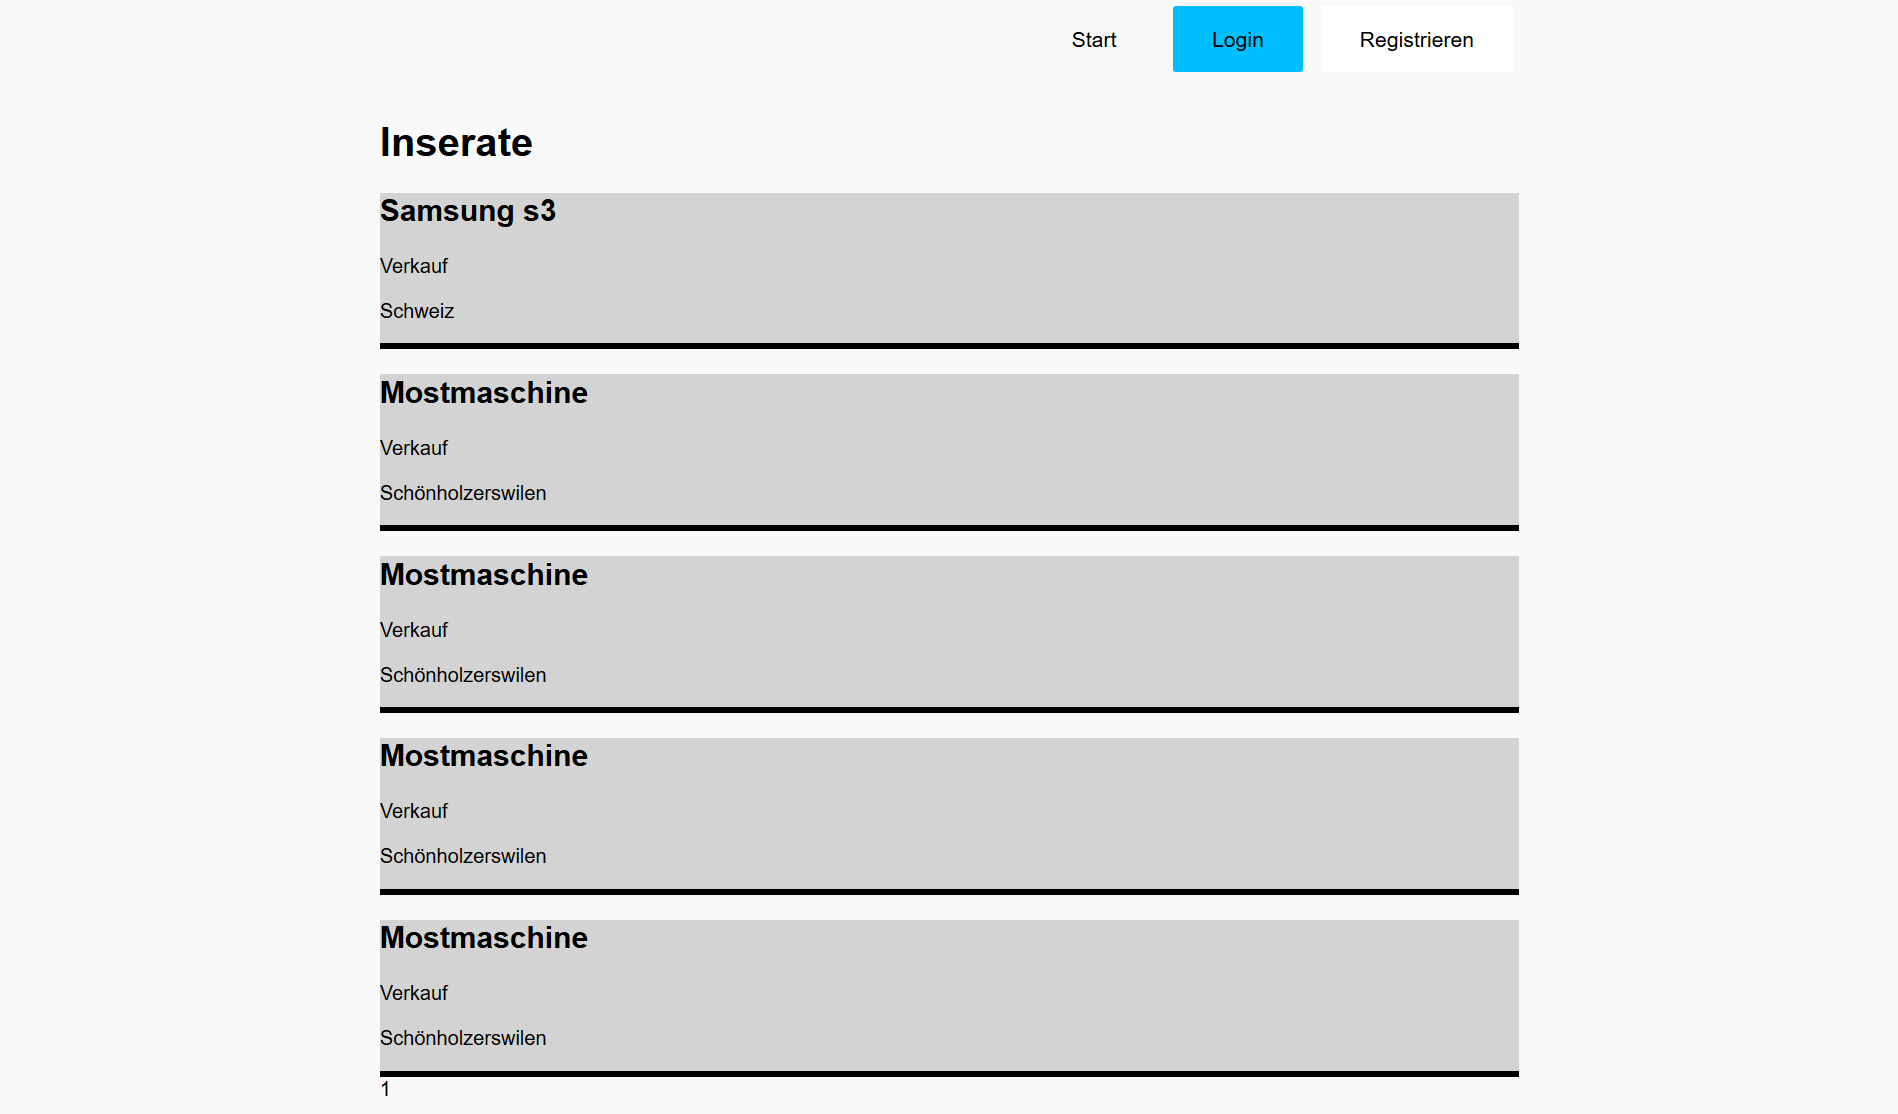 Start Login Registrieren
Inserate
Samsung s3
Verkauf
Schweiz
Mostmaschine
Verkauf
Schönholzerswilen
Mostmaschine
Verkauf
Schönholzerswilen
Mostmaschine
Verkauf
Schönholzerswilen
Mostmaschine
Verkauf
Schönholzerswilen
1